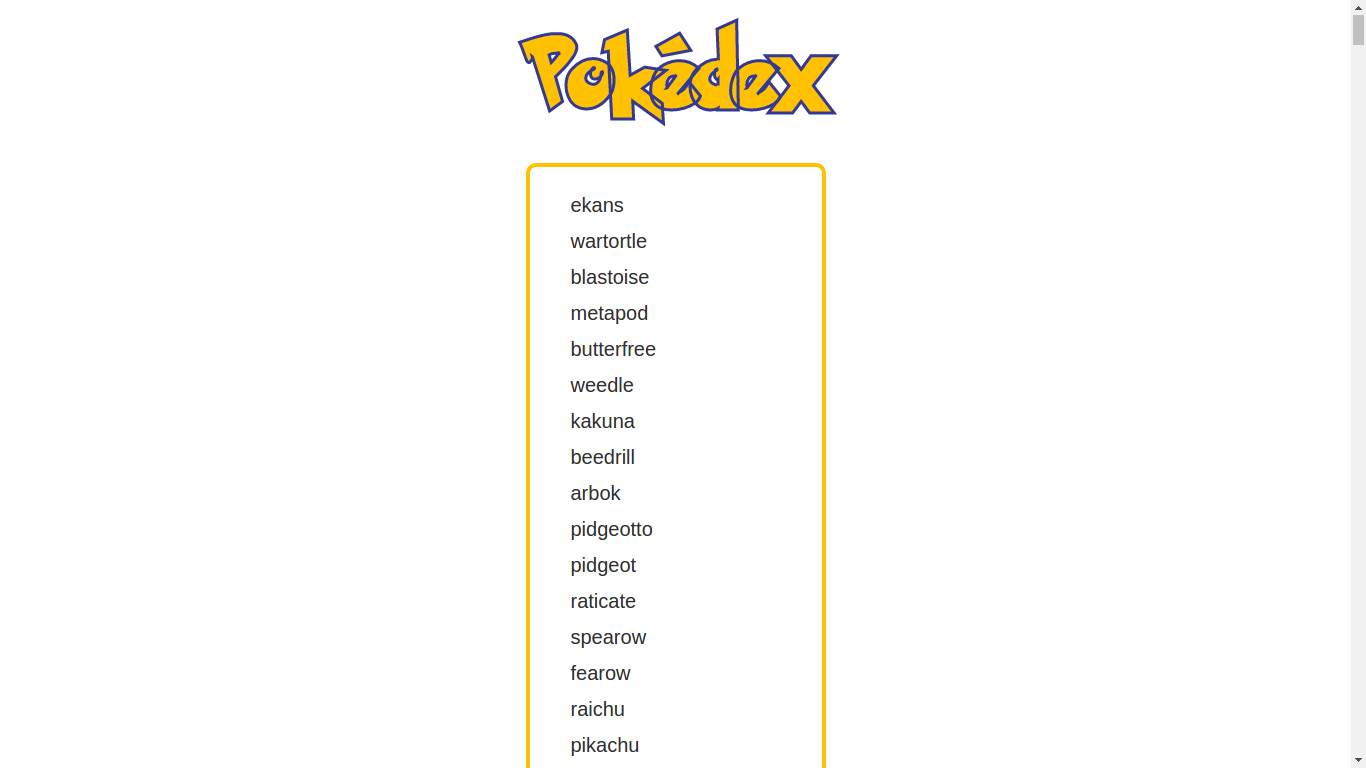 Pokédex
ekans
wartortle
blastoise
metapod
butterfree
weedle
kakuna
beedrill
arbok
pidgeotto
pidgeot
raticate
spearow
fearow
raichu
pikachu